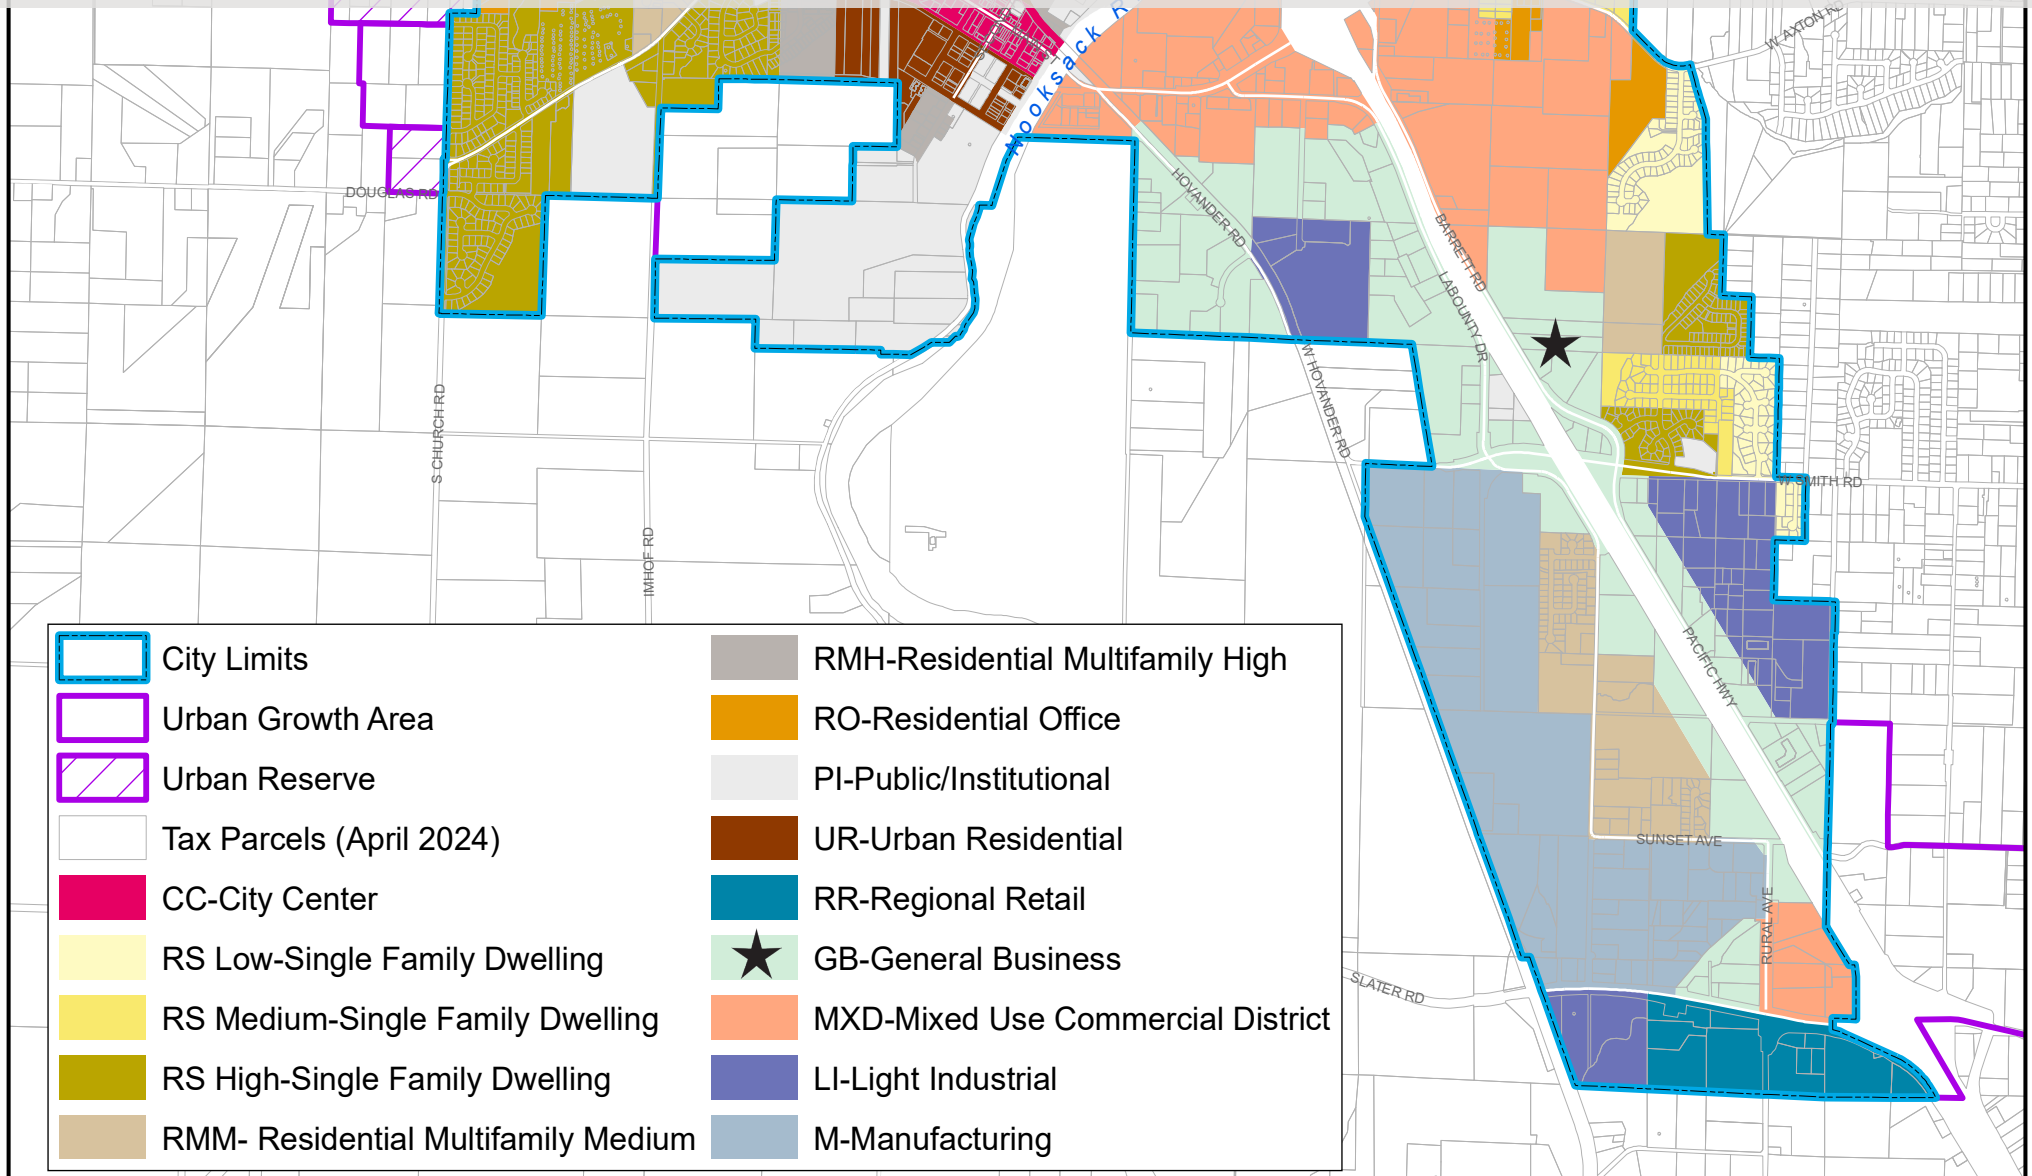 Nooksack R
W AXTON RD
DOUGLAS RD
HOVANDER RD
BARRETT RD
LABOUNTY DR
W HOVANDER RD
S CHURCH RD
W SMITH RD
IMHOF RD
PACIFIC HWY
SUNSET AVE
RURAL AVE
SLATER RD
City Limits
Urban Growth Area
Urban Reserve
Tax Parcels (April 2024)
CC-City Center
RS Low-Single Family Dwelling
RS Medium-Single Family Dwelling
RS High-Single Family Dwelling
RMM- Residential Multifamily Medium
RMH-Residential Multifamily High
RO-Residential Office
PI-Public/Institutional
UR-Urban Residential
RR-Regional Retail
GB-General Business
MXD-Mixed Use Commercial District
LI-Light Industrial
M-Manufacturing